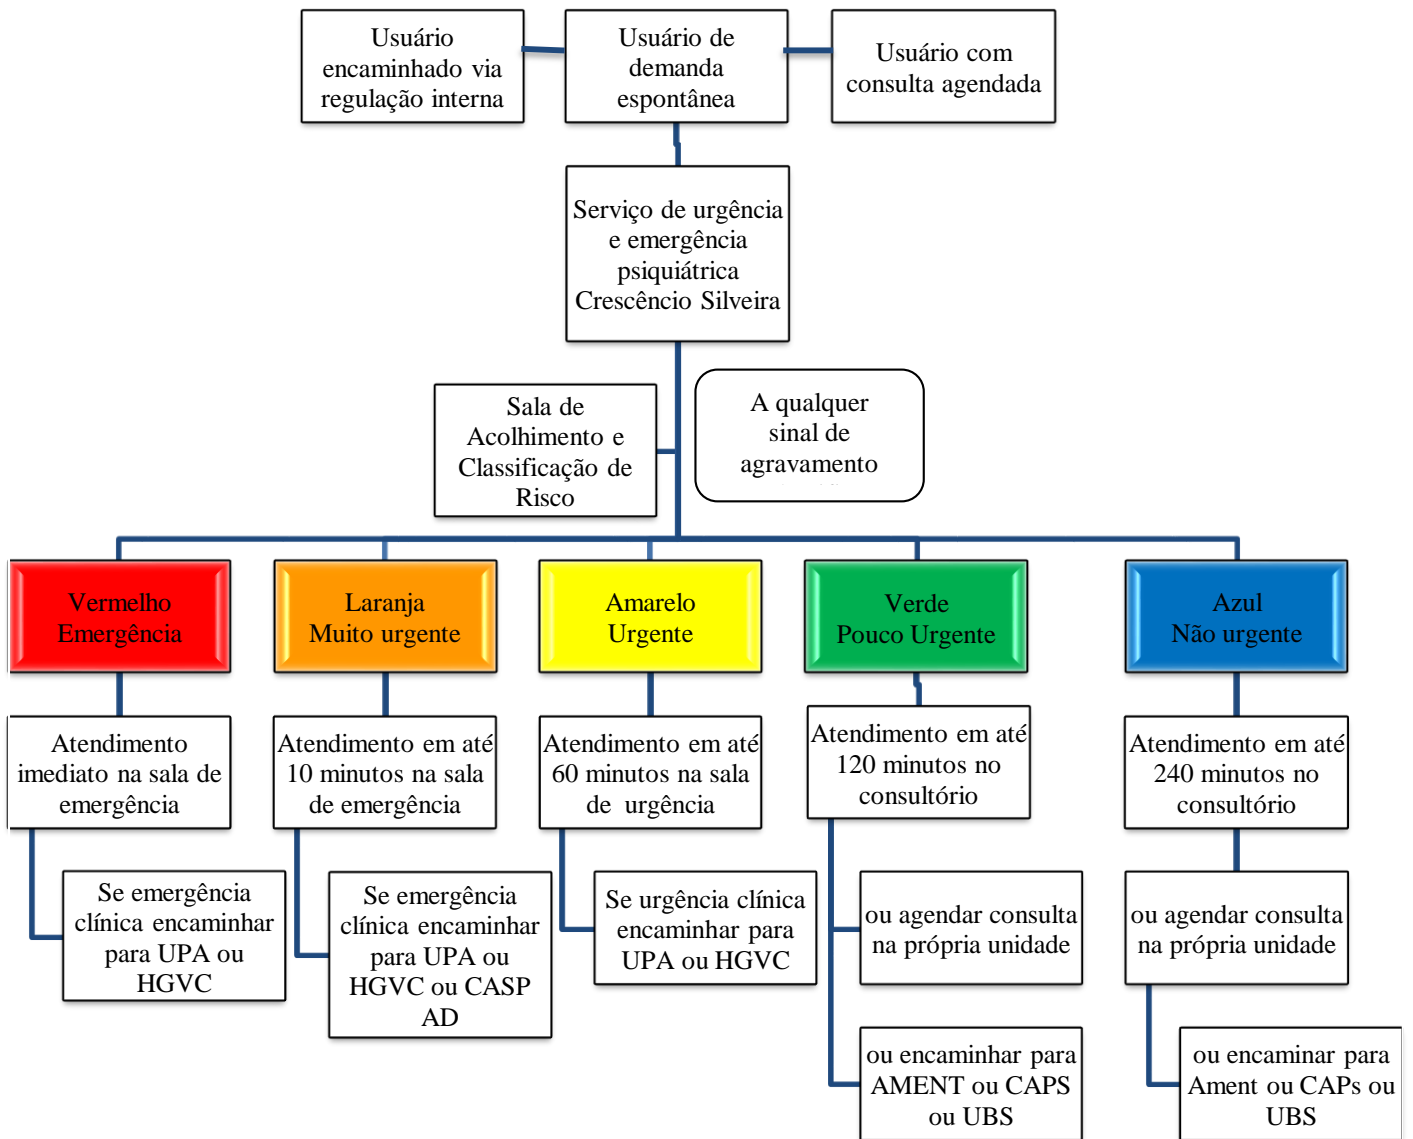 Usuário
encaminhado via
regulação interna
Usuário de
demanda
espontânea
Usuário com
consulta agendada
Serviço de urgência
e emergência
psiquiátrica
Crescêncio Silveira
Sala de
Acolhimento e
Classificação de
Risco
A qualquer
sinal de
agravamento
Vermelho
Emergência
Laranja
Muito urgente
Amarelo
Urgente
Verde
Pouco Urgente
Azul
Não urgente
Atendimento
imediato na sala de
emergência
Atendimento em até
10 minutos na sala
de emergência
Atendimento em até
60 minutos na sala
de urgência
Atendimento em até
120 minutos no
consultório
Atendimento em até
240 minutos no
consultório
Se emergência
clínica encaminhar
para UPA ou
HGVC
Se emergência
clínica encaminhar
para UPA ou
HGVC ou CASP
AD
Se urgência clínica
encaminhar para
UPA ou HGVC
ou agendar consulta
na própria unidade
ou agendar consulta
na própria unidade
ou encaminhar para
AMENT ou CAPS
ou UBS
ou encaminar para
Ament ou CAPs ou
UBS